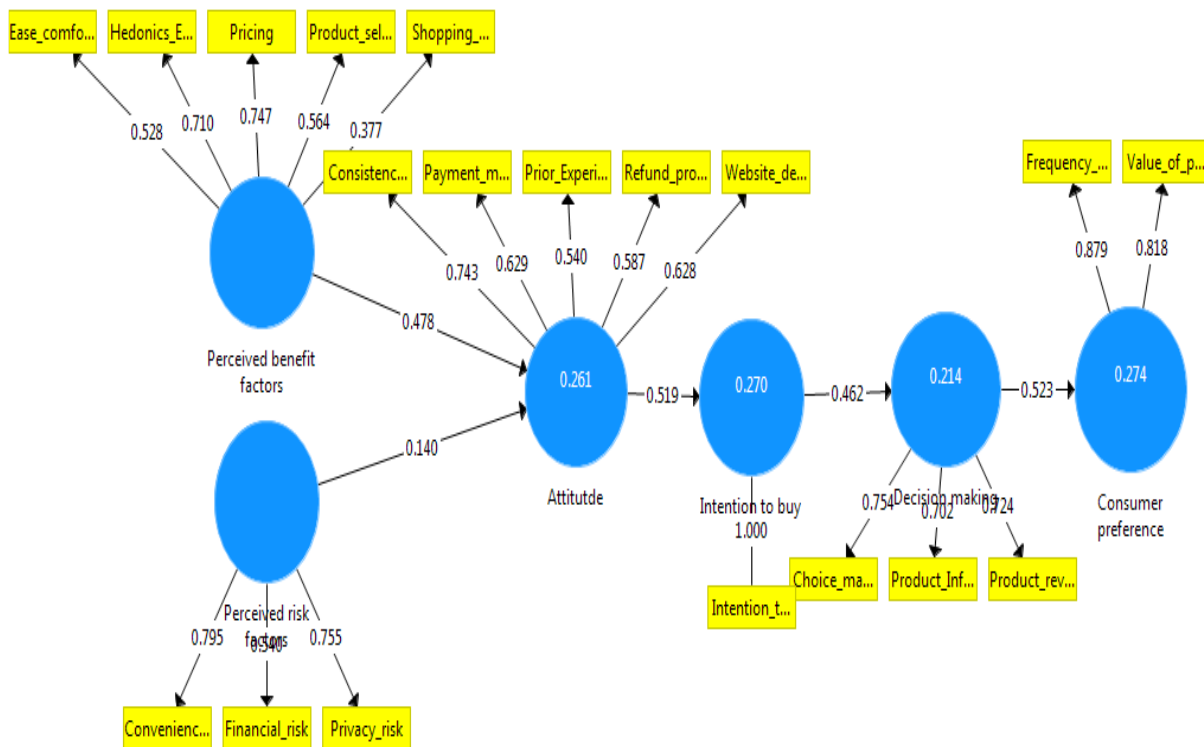 Ease_comfo...
Hedonics_E...
Pricing
Product_sel...
Shopping_...
0.528
0.710
0.747
0.564
0.377
Consistenc...
Payment_m...
Prior_Experi...
Refund_pro...
Website_de...
Frequency_...
Value_of_p...
0.743
0.629
0.540
0.587
0.628
0.879
0.818
Perceived benefit
factors
0.478
0.261
0.519
0.270
0.462
0.214
0.523
0.274
0.140
Attitutde
Intention to buy
1.000
Decision making
Consumer
preference
0.754
0.702
0.724
Choice_ma...
Product_Inf...
Product_rev...
Intention_t...
Perceived risk
factors
0.795
0.540
0.755
Convenienc...
Financial_risk
Privacy_risk